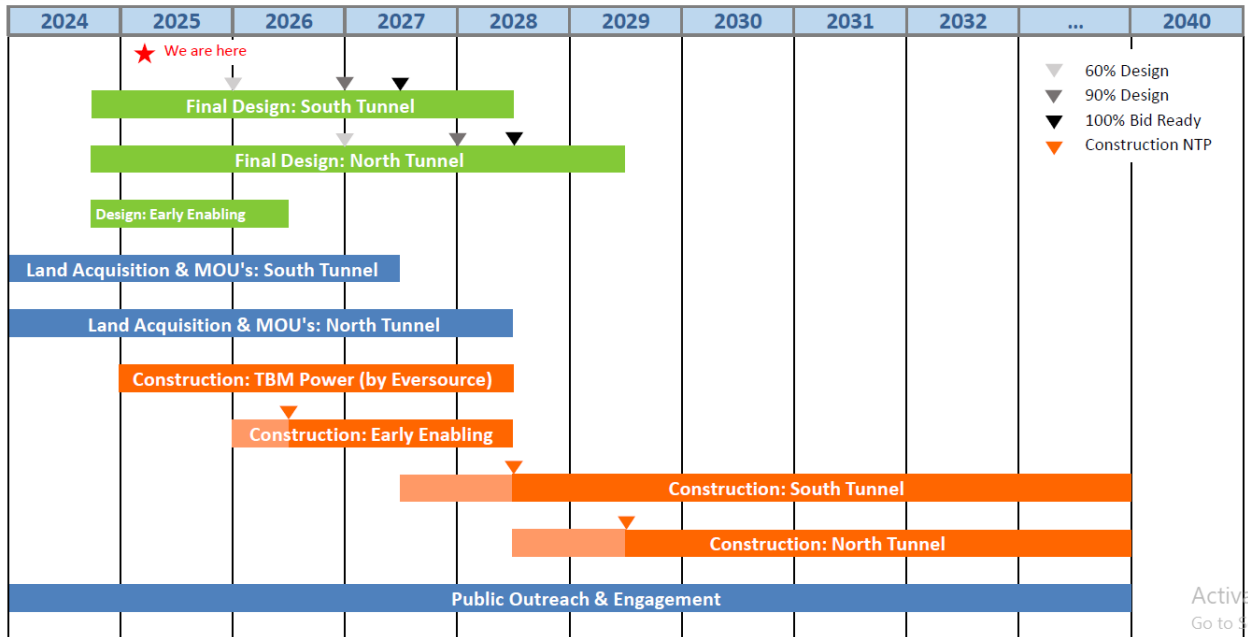 2024 2025 2026 2027 2028 2029 2030 2031 2032 ... 2040
We are here
60% Design
90% Design
100% Bid Ready
Construction NTP
Final Design: South Tunnel
Final Design: North Tunnel
Design: Early Enabling
Land Acquisition & MOU's: South Tunnel
Land Acquisition & MOU's: North Tunnel
Construction: TBM Power (by Eversource)
Construction: Early Enabling
Construction: South Tunnel
Construction: North Tunnel
Public Outreach & Engagement
Activ
Go to S